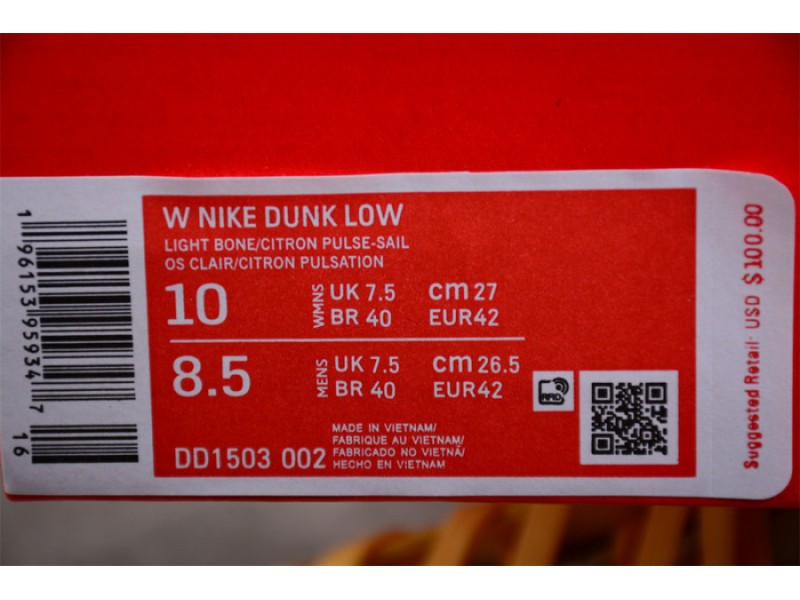 W NIKE DUNK LOW
LIGHT BONE/CITRON PULSE-SAIL
OS CLAIR/CITRON PULSATION
10 WMNS UK 7.5 cm 27
BR 40 EUR42
8.5 MENS UK 7.5 cm 26.5
BR 40 EUR42
MADE IN VIETNAM/
FABRIQUE AU VIETNAM/
FABRICADO NO VIETNÃ/
HECHO EN VIETNAM
DD1503 002
RFID
1 96153 95934 7
16
Suggested Retail: USD $ 100.00